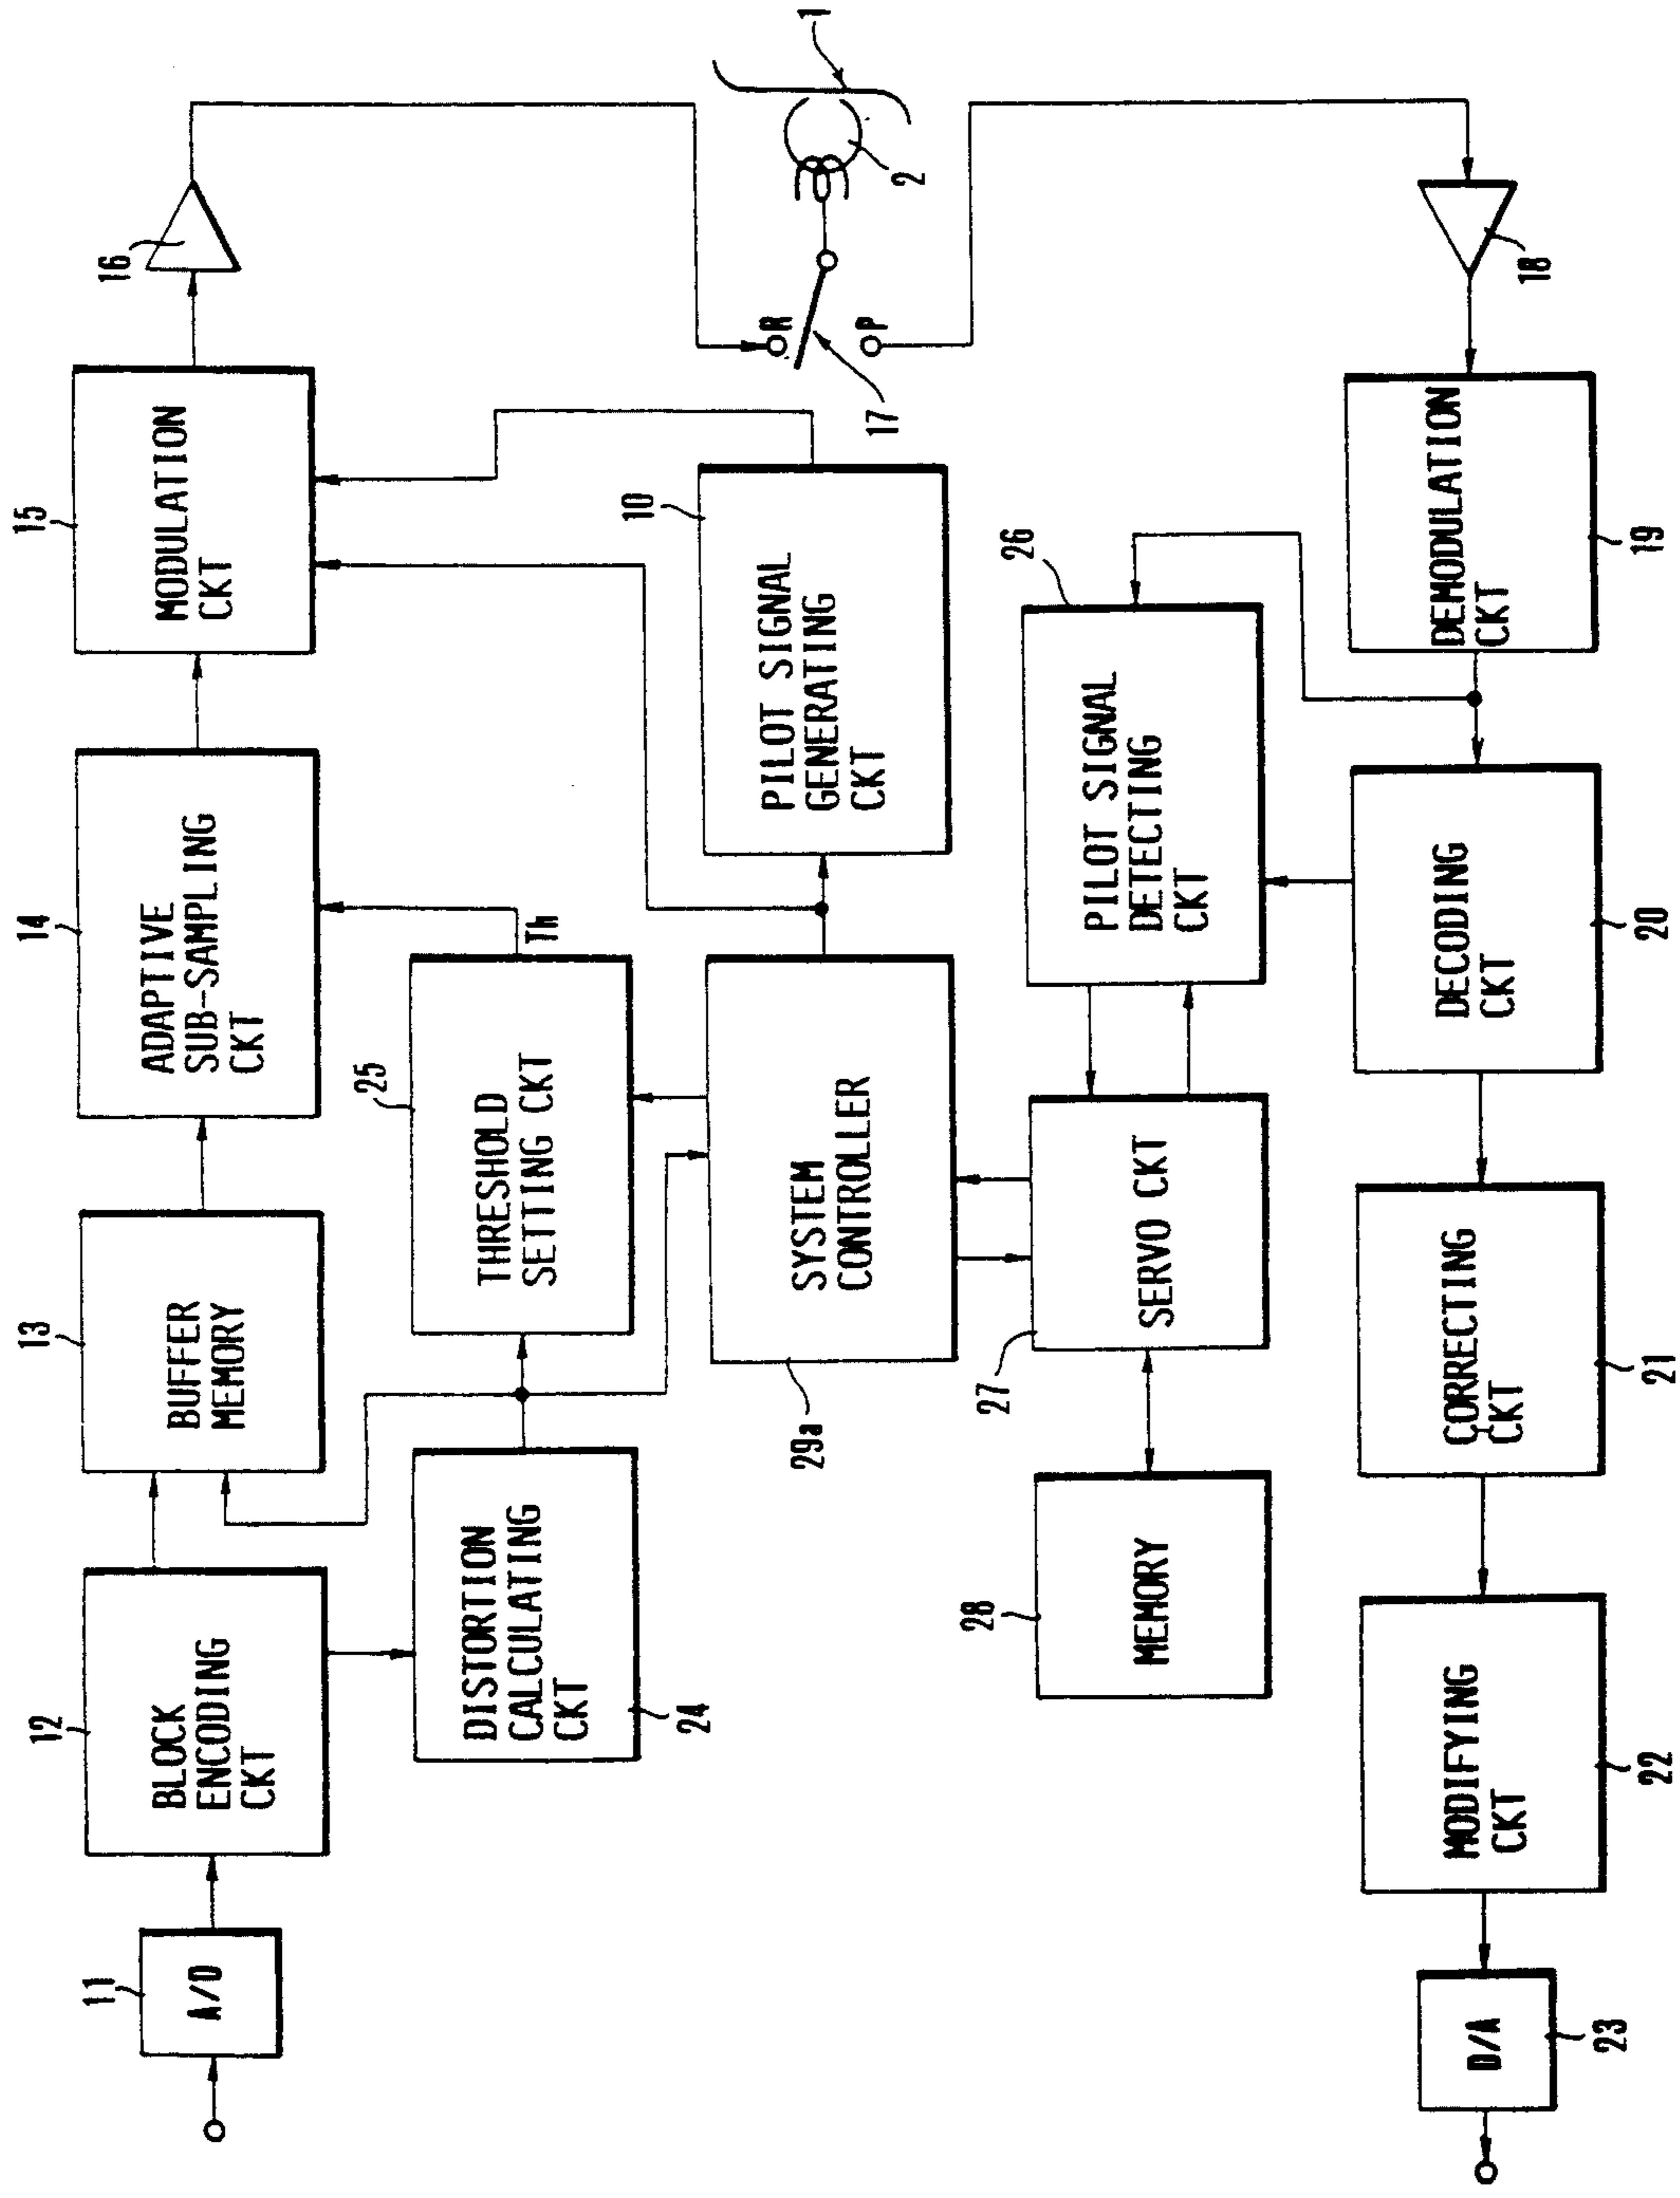 11
A/D
12
BLOCK
ENCODING
CKT
13
BUFFER
MEMORY
14
ADAPTIVE
SUB-SAMPLING
CKT
15
MODULATION
CKT
16
24
DISTORTION
CALCULATING
CKT
25
THRESHOLD
SETTING CKT
Th
29a
SYSTEM
CONTROLLER
10
PILOT SIGNAL
GENERATING
CKT
R
P
17
2
1
28
MEMORY
27
SERVO CKT
26
PILOT SIGNAL
DETECTING
CKT
18
DEMODULATION
CKT
19
DECODING
CKT
20
CORRECTING
CKT
21
MODIFYING
CKT
22
D/A
23